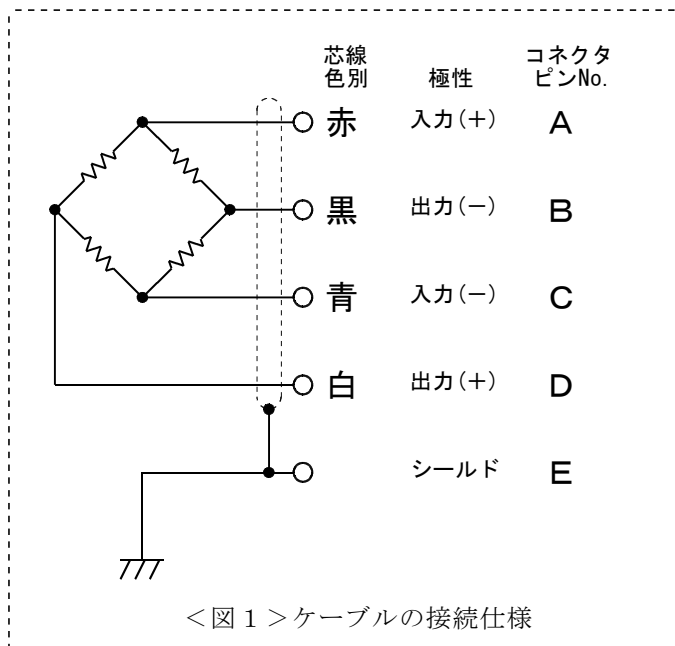 芯線
色別 極性 コネクタ
ピンNo.
赤 入力(+) A
黒 出力(−) B
青 入力(−) C
白 出力(+) D
シールド E
<図1>ケーブルの接続仕様